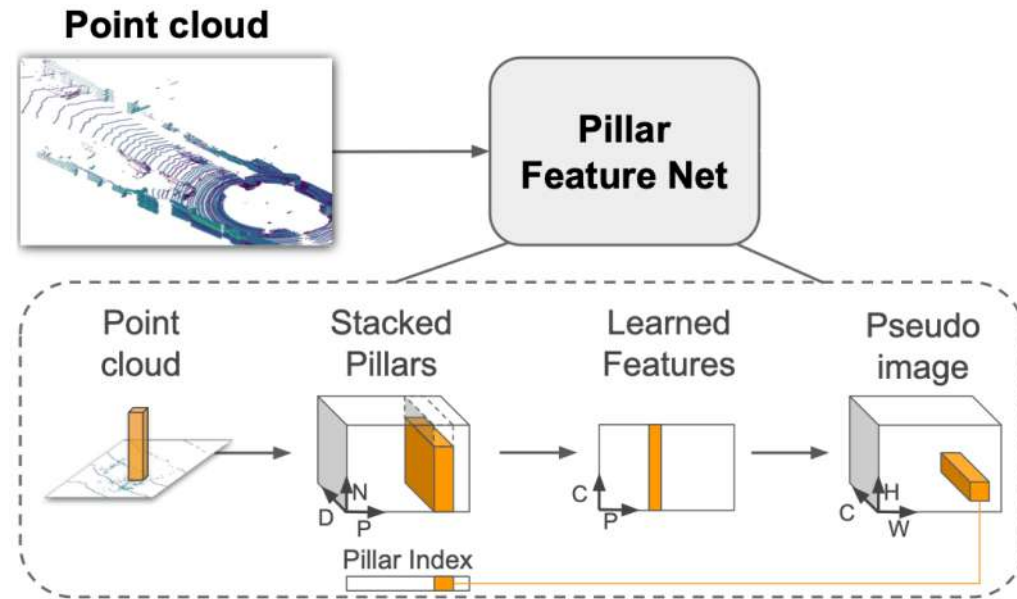 Point cloud
Pillar
Feature Net
Point
cloud
Stacked
Pillars
Learned
Features
Pseudo
image
N
D
P
C
P
H
C
W
Pillar Index